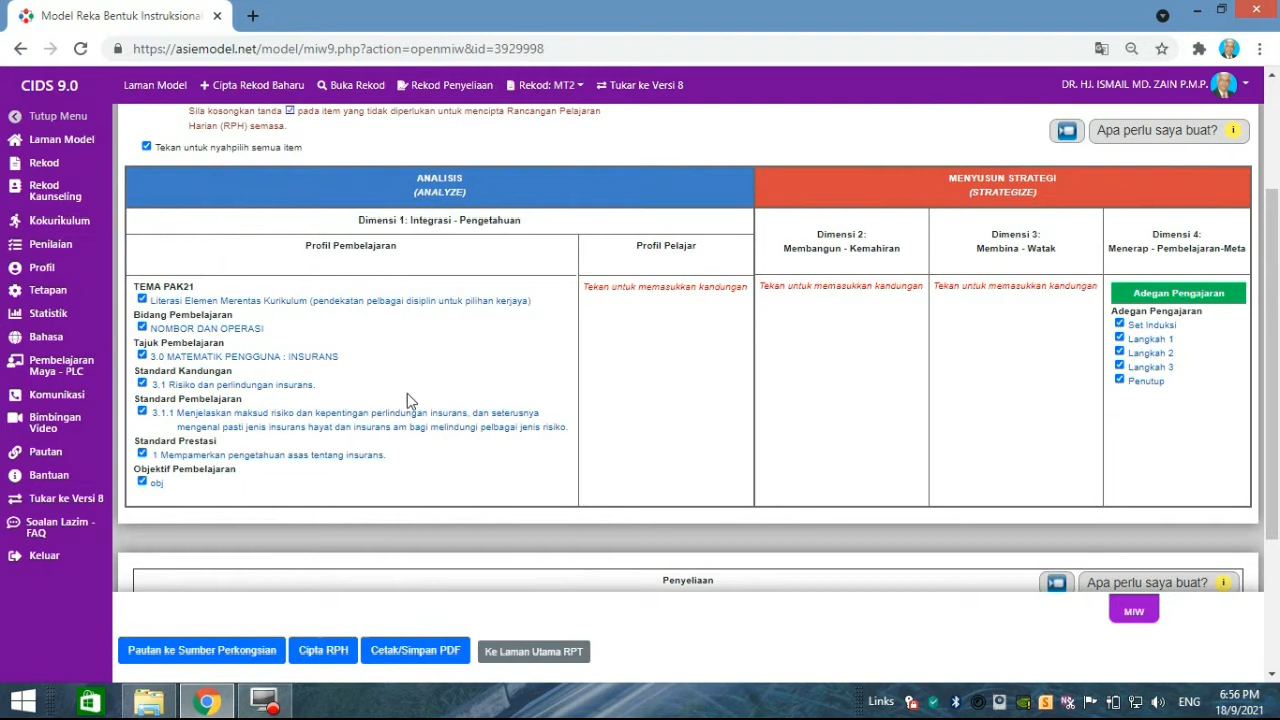 Model Reka Bentuk Instruksional
https://asiemodel.net/model/miw9.php?action=openmiw&id=3929998
CIDS 9.0
Laman Model
Cipta Rekod Baharu
Buka Rekod
Rekod Penyeliaan
Rekod: MT2
Tukar ke Versi 8
DR. HJ. ISMAIL MD. ZAIN P.M.P.
Tutup Menu
Laman Model
Rekod
Rekod
Kaunseling
Kokurikulum
Penilaian
Profil
Tetapan
Statistik
Bahasa
Pembelajaran
Maya - PLC
Komunikasi
Bimbingan
Video
Pautan
Bantuan
Tukar ke Versi 8
Soalan Lazim -
FAQ
Keluar
Sila kosongkan tanda pada item yang tidak diperlukan untuk mencipta Rancangan Pelajaran
Harian (RPH) semasa.
Apa perlu saya buat?
Tekan untuk nyahpilih semua item
ANALISIS
(ANALYZE)
MENYUSUN STRATEGI
(STRATEGIZE)
Dimensi 1: Integrasi - Pengetahuan
Profil Pembelajaran
Profil Pelajar
Dimensi 2:
Membangun - Kemahiran
Dimensi 3:
Membina - Watak
Dimensi 4:
Menerap - Pembelajaran-Meta
TEMA PAK21
Literasi Elemen Merentas Kurikulum (pendekatan pelbagai disiplin untuk pilihan kerjaya)
Bidang Pembelajaran
NOMBOR DAN OPERASI
Tajuk Pembelajaran
3.0 MATEMATIK PENGGUNA : INSURANS
Standard Kandungan
3.1 Risiko dan perlindungan insurans.
Standard Pembelajaran
3.1.1 Menjelaskan maksud risiko dan kepentingan perlindungan insurans, dan seterusnya
mengenal pasti jenis insurans hayat dan insurans am bagi melindungi pelbagai jenis risiko.
Standard Prestasi
1 Mempamerkan pengetahuan asas tentang insurans.
Objektif Pembelajaran
obj
Tekan untuk memasukkan kandungan
Tekan untuk memasukkan kandungan
Tekan untuk memasukkan kandungan
Adegan Pengajaran
Adegan Pengajaran
Set Induksi
Langkah 1
Langkah 2
Langkah 3
Penutup
Penyeliaan
Apa perlu saya buat?
MIW
Pautan ke Sumber Perkongsian
Cipta RPH
Cetak/Simpan PDF
Ke Laman Utama RPT
Links
ENG
6:56 PM
18/9/2021